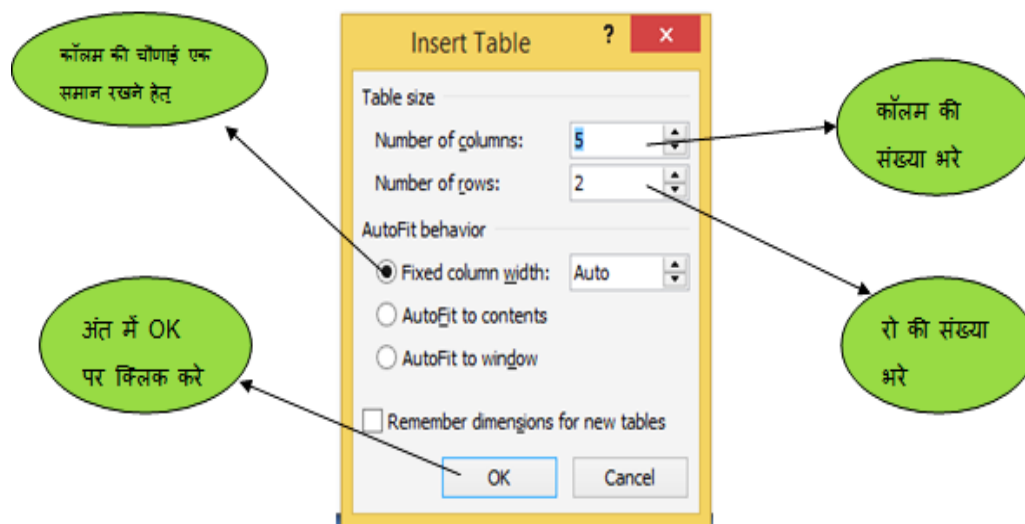 Insert Table
?
x
कॉलम की चौणाई एक
समान रखने हेतु
Table size
Number of columns:
5
कॉलम की
संख्या भरे
Number of rows:
2
AutoFit behavior
Fixed column width:
Auto
AutoFit to contents
AutoFit to window
अंत में OK
पर क्लिक करे
रो की संख्या
भरे
Remember dimensions for new tables
OK
Cancel